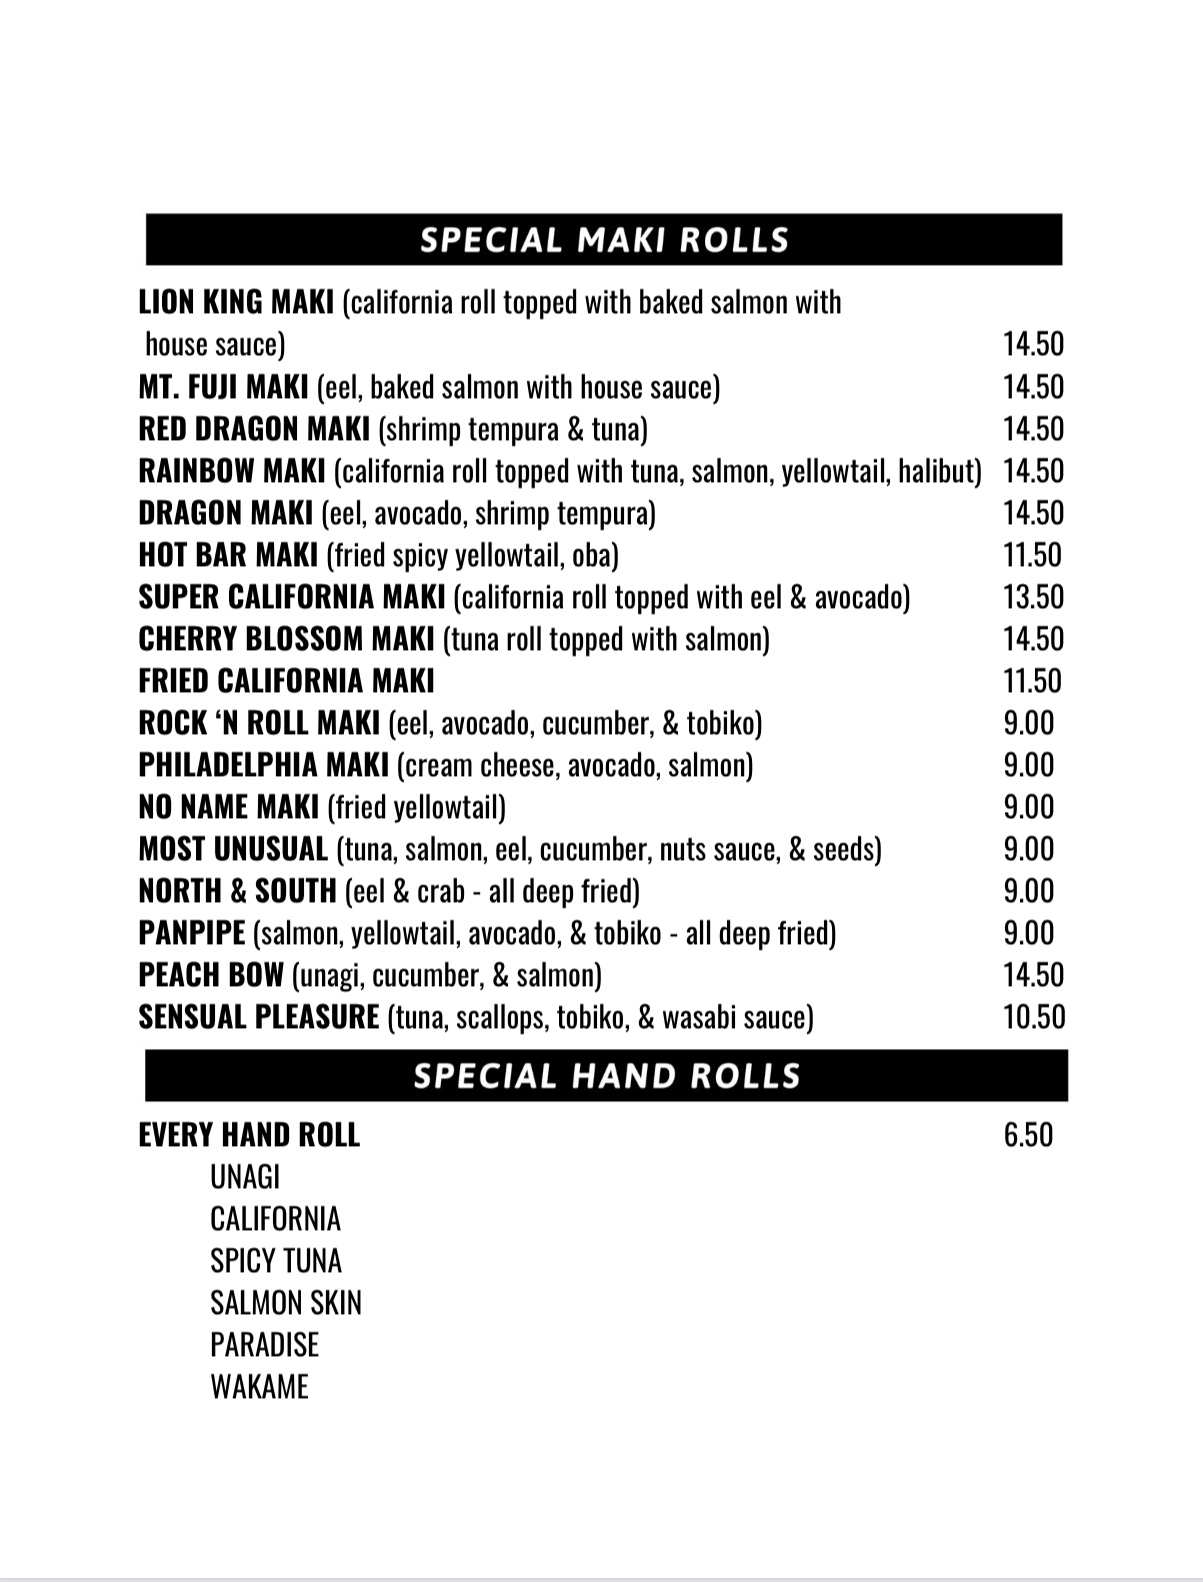 SPECIAL MAKI ROLLS
LION KING MAKI (california roll topped with baked salmon with
house sauce) 14.50
MT. FUJI MAKI (eel, baked salmon with house sauce) 14.50
RED DRAGON MAKI (shrimp tempura & tuna) 14.50
RAINBOW MAKI (california roll topped with tuna, salmon, yellowtail, halibut) 14.50
DRAGON MAKI (eel, avocado, shrimp tempura) 14.50
HOT BAR MAKI (fried spicy yellowtail, oba) 11.50
SUPER CALIFORNIA MAKI (california roll topped with eel & avocado) 13.50
CHERRY BLOSSOM MAKI (tuna roll topped with salmon) 14.50
FRIED CALIFORNIA MAKI 11.50
ROCK ‘N ROLL MAKI (eel, avocado, cucumber, & tobiko) 9.00
PHILADELPHIA MAKI (cream cheese, avocado, salmon) 9.00
NO NAME MAKI (fried yellowtail) 9.00
MOST UNUSUAL (tuna, salmon, eel, cucumber, nuts sauce, & seeds) 9.00
NORTH & SOUTH (eel & crab - all deep fried) 9.00
PANPIPE (salmon, yellowtail, avocado, & tobiko - all deep fried) 9.00
PEACH BOW (unagi, cucumber, & salmon) 14.50
SENSUAL PLEASURE (tuna, scallops, tobiko, & wasabi sauce) 10.50
SPECIAL HAND ROLLS
EVERY HAND ROLL 6.50
UNAGI
CALIFORNIA
SPICY TUNA
SALMON SKIN
PARADISE
WAKAME